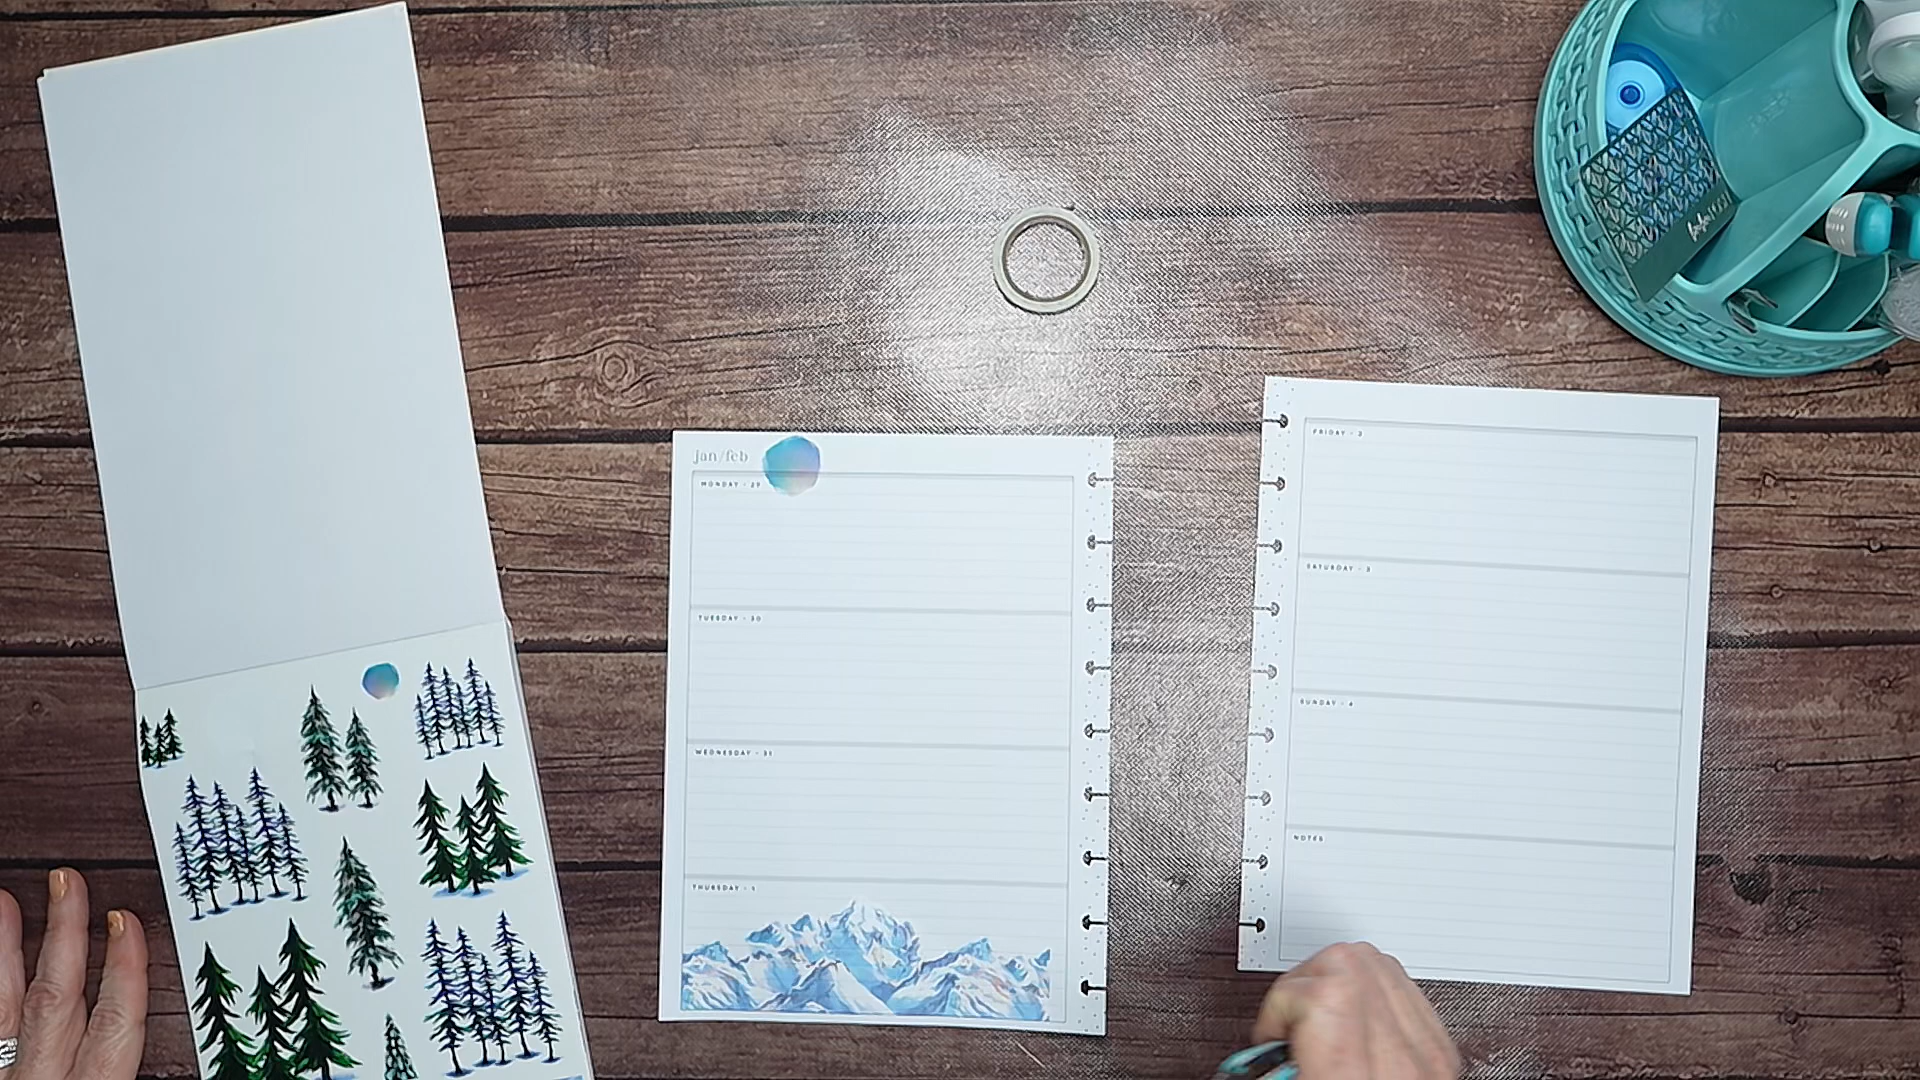 jan/feb
MONDAY · 29
TUESDAY · 30
WEDNESDAY · 31
THURSDAY · 1
FRIDAY · 2
SATURDAY · 3
SUNDAY · 4
NOTES